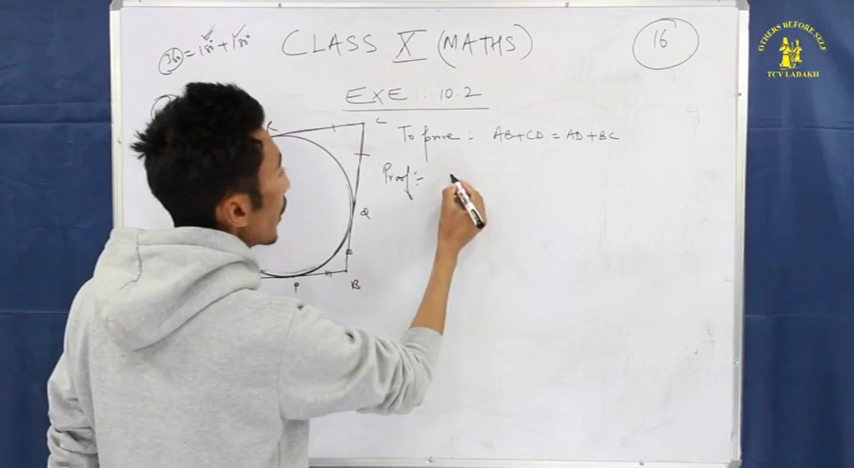 360° = 180° + 180°
CLASS X (MATHS)
16
OTHERS BEFORE SELF
TCV LADAKH
EXE : 10.2
R
C
To prove : AB + CD = AD + BC
Proof :-
Q
P
B